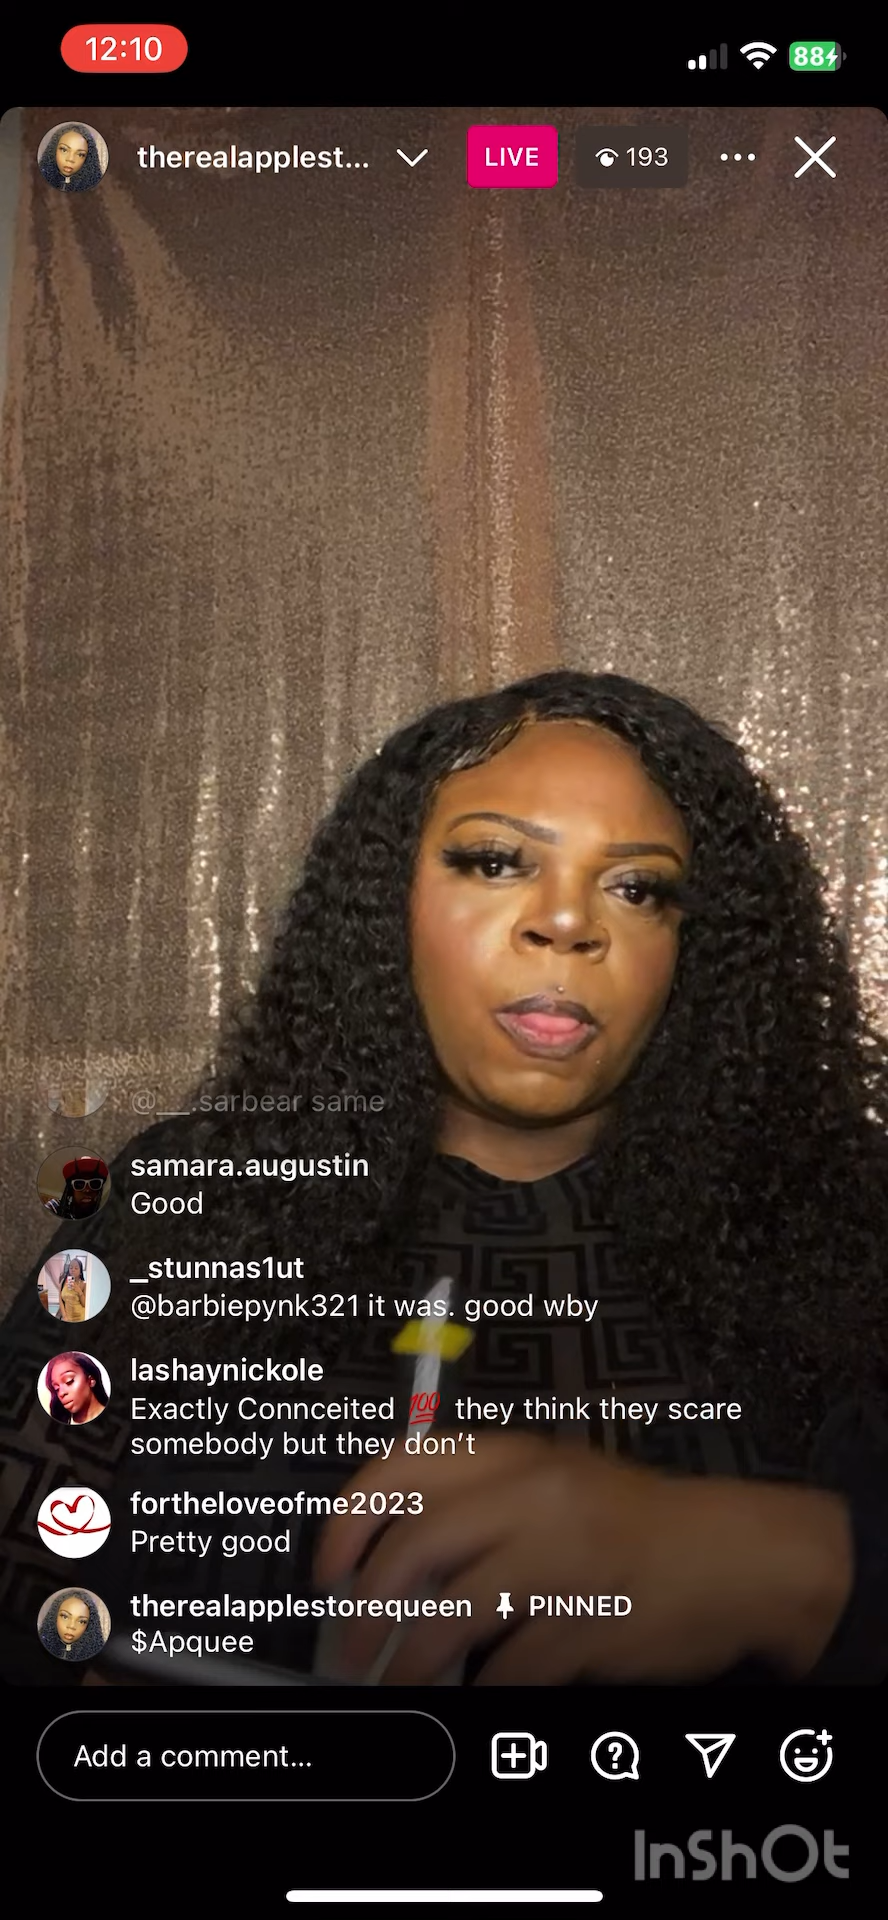 12:10
88
therealapplest...
LIVE
193
@__.sarbear same
samara.augustin
Good
_stunnas1ut
@barbiepynk321 it was. good wby
lashaynickole
Exactly Connceited 💯 they think they scare
somebody but they don't
fortheloveofme2023
Pretty good
therealapplestorequeen PINNED
$Apquee
Add a comment...
InShOt